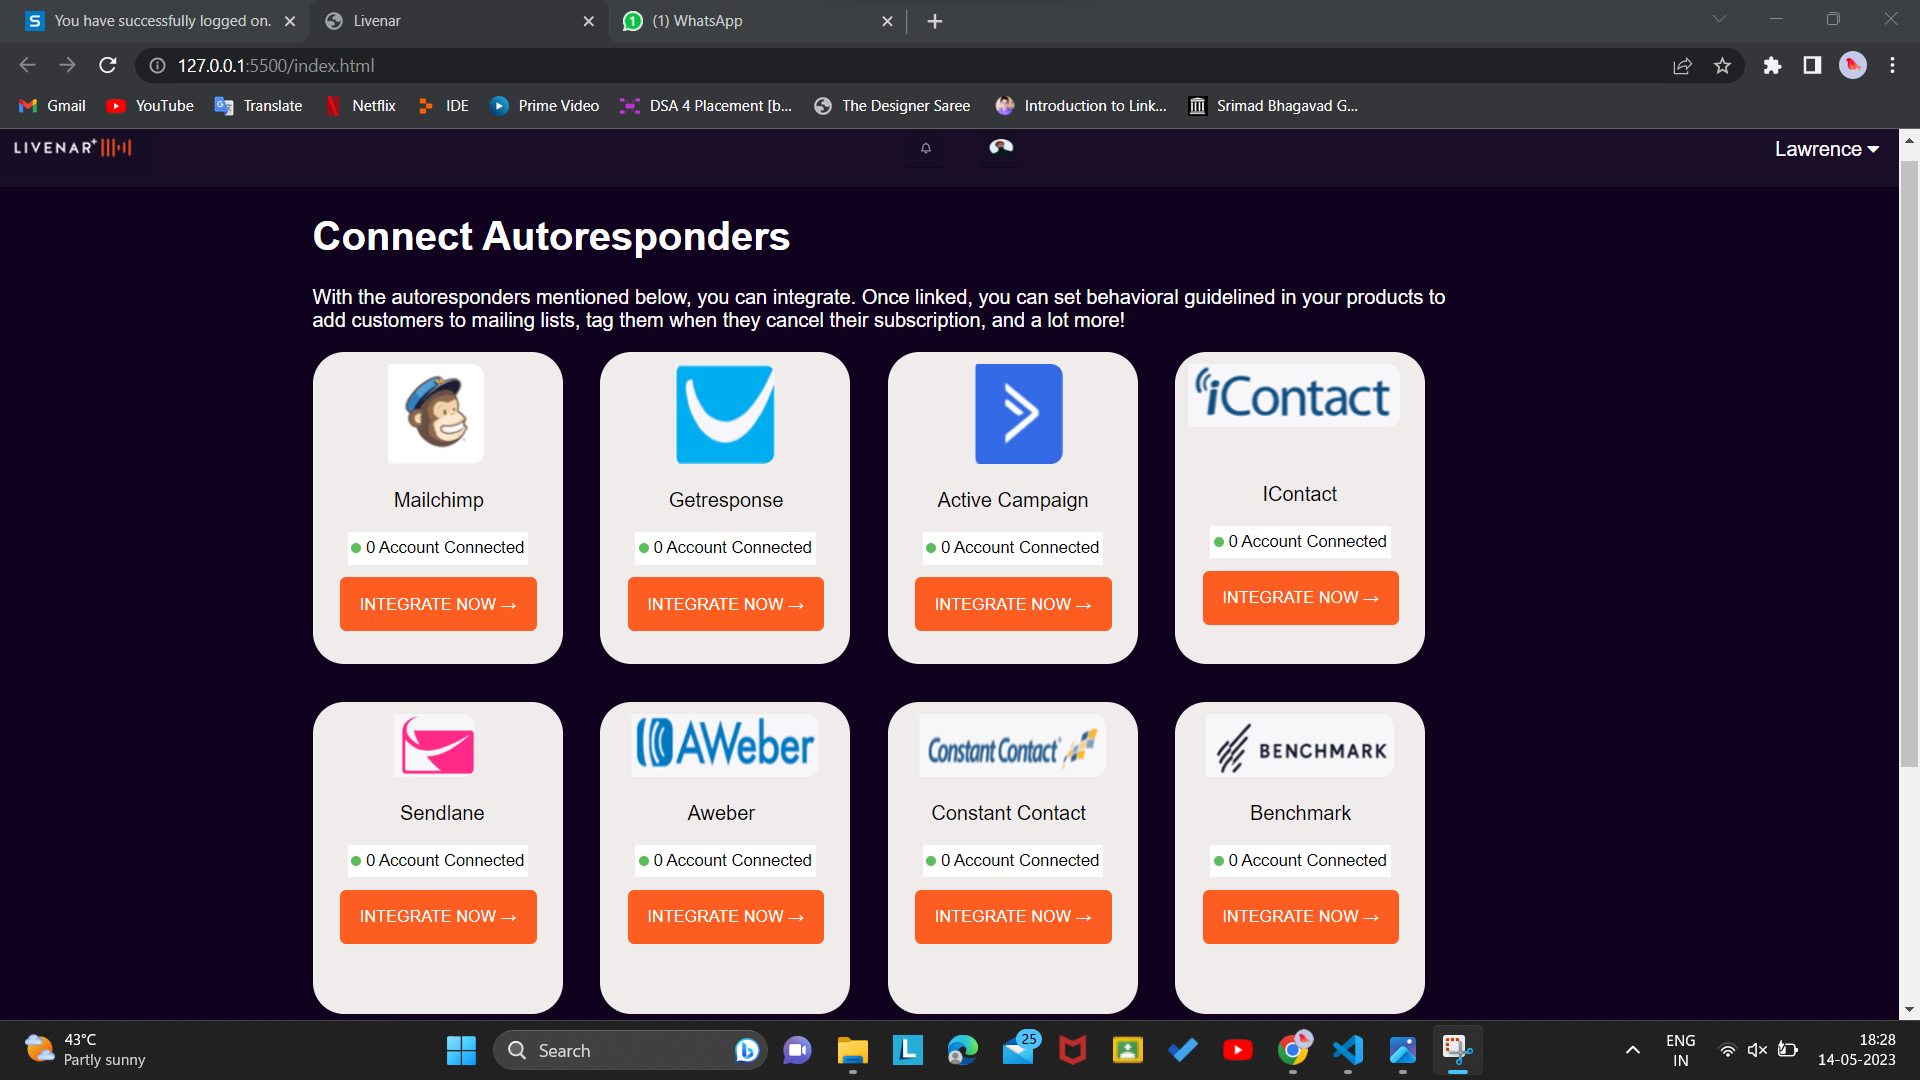 You have successfully logged on.
Livenar
(1) WhatsApp
127.0.0.1:5500/index.html
Gmail
YouTube
Translate
Netflix
IDE
Prime Video
DSA 4 Placement [b...
The Designer Saree
Introduction to Link...
Srimad Bhagavad G...
LIVENAR+
Lawrence
Connect Autoresponders
With the autoresponders mentioned below, you can integrate. Once linked, you can set behavioral guidelined in your products to
add customers to mailing lists, tag them when they cancel their subscription, and a lot more!
iContact
Mailchimp
Getresponse
Active Campaign
IContact
0 Account Connected
0 Account Connected
0 Account Connected
0 Account Connected
INTEGRATE NOW →
INTEGRATE NOW →
INTEGRATE NOW →
INTEGRATE NOW →
AWeber
Constant Contact
BENCHMARK
Sendlane
Aweber
Constant Contact
Benchmark
0 Account Connected
0 Account Connected
0 Account Connected
0 Account Connected
INTEGRATE NOW →
INTEGRATE NOW →
INTEGRATE NOW →
INTEGRATE NOW →
43°C
Partly sunny
Search
25
ENG
IN
18:28
14-05-2023